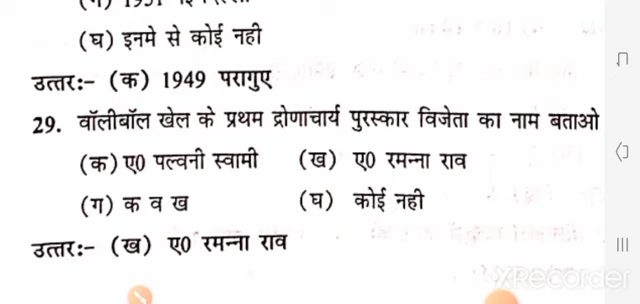 (घ) इनमे से कोई नही
उत्तर:- (क) 1949 परागुए
29. वॉलीबॉल खेल के प्रथम द्रोणाचार्य पुरस्कार विजेता का नाम बताओ
(क) ए0 पल्वनी स्वामी (ख) ए0 रमन्ना राव
(ग) क व ख (घ) कोई नही
उत्तर:- (ख) ए0 रमन्ना राव
XRecorder